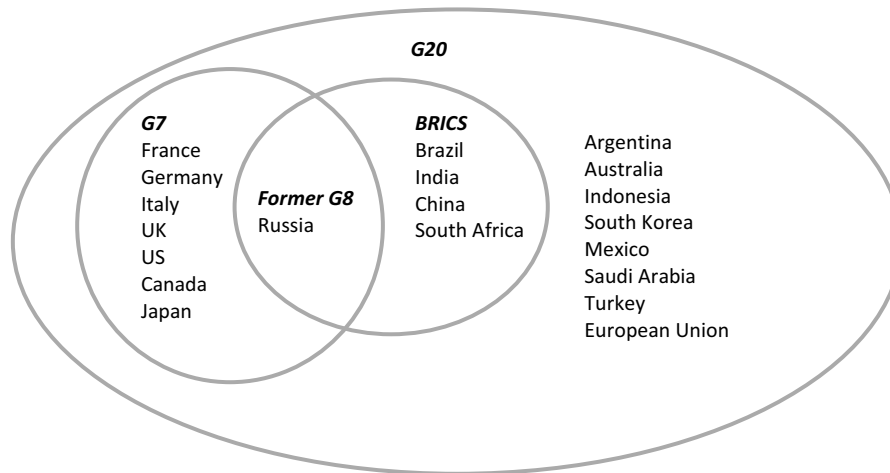 G20
G7
France
Germany
Italy
UK
US
Canada
Japan
Former G8
Russia
BRICS
Brazil
India
China
South Africa
Argentina
Australia
Indonesia
South Korea
Mexico
Saudi Arabia
Turkey
European Union